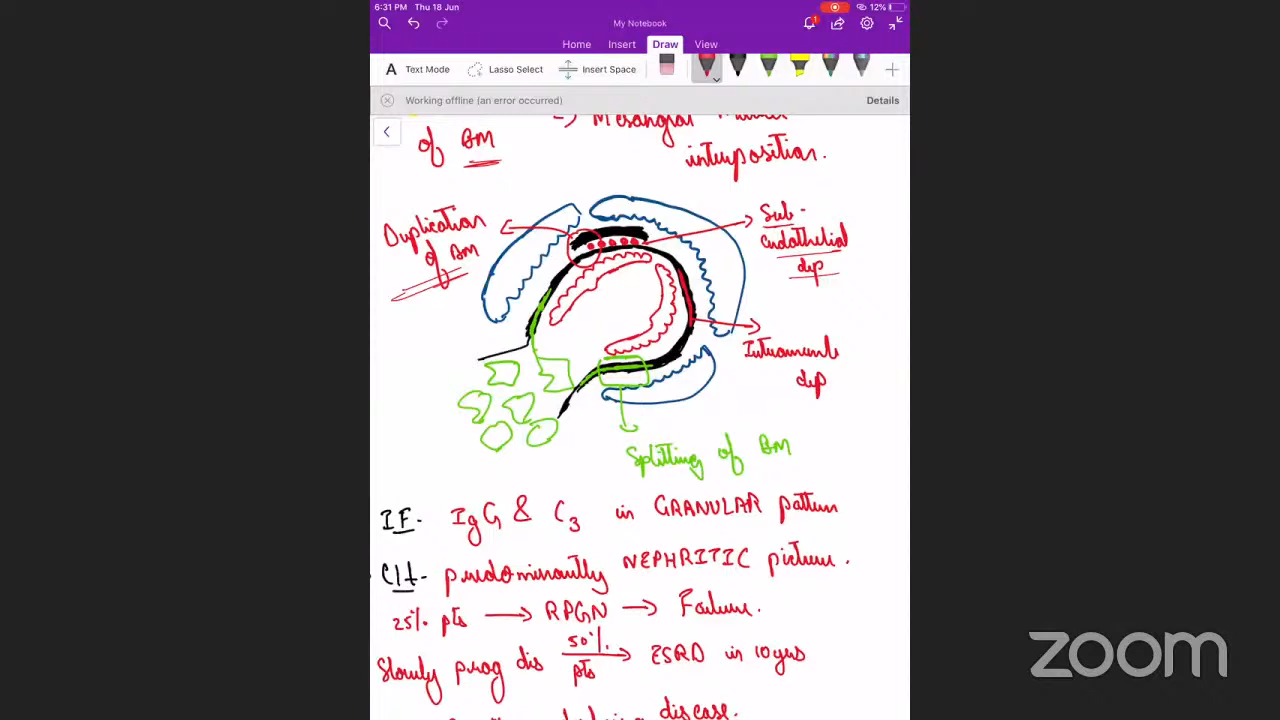 6:31 PM Thu 18 Jun
12%
My Notebook
Home Insert Draw View
Text Mode Lasso Select Insert Space
Working offline (an error occurred) Details
of BM
-> Mesangial
interposition.
Duplication
of BM
Sub-
Endothelial
dep
dep
Splitting of BM
IF- IgG & C3 in GRANULAR pattern
C/f- predominantly NEPHRITIC picture.
25% pts → RPGN → Failure.
Slowly prog dis 50% pts → ESRD in 10yrs
disease.
zoom